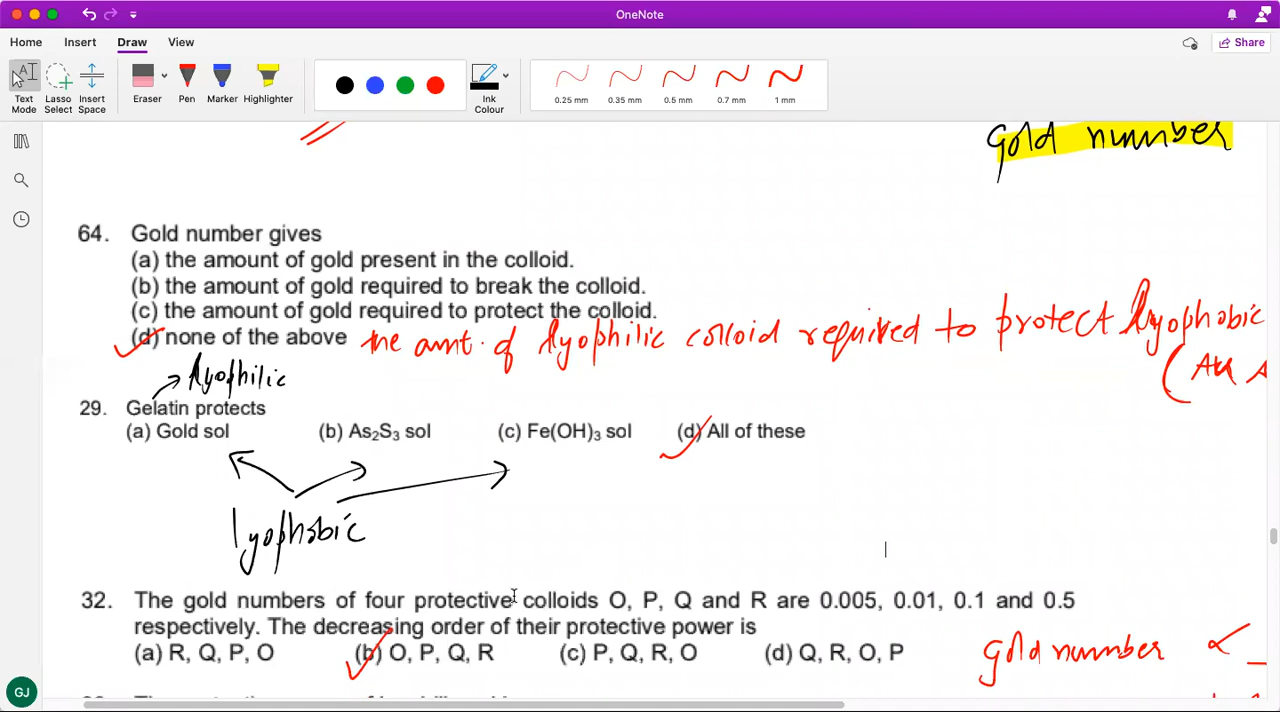 OneNote
Home Insert Draw View
Share
Text Mode
Lasso Select
Insert Space
Eraser
Pen
Marker
Highlighter
Ink Colour
0.25 mm
0.35 mm
0.5 mm
0.7 mm
1 mm
gold number
64. Gold number gives
(a) the amount of gold present in the colloid.
(b) the amount of gold required to break the colloid.
(c) the amount of gold required to protect the colloid.
(d) none of the above the amt. of lyophilic colloid required to protect lyophobic
(Au
lyophilic
29. Gelatin protects
(a) Gold sol (b) As₂S₃ sol (c) Fe(OH)₃ sol (d) All of these
lyophobic
32. The gold numbers of four protective colloids O, P, Q and R are 0.005, 0.01, 0.1 and 0.5
respectively. The decreasing order of their protective power is
(a) R, Q, P, O (b) O, P, Q, R (c) P, Q, R, O (d) Q, R, O, P
gold number ∝
GJ